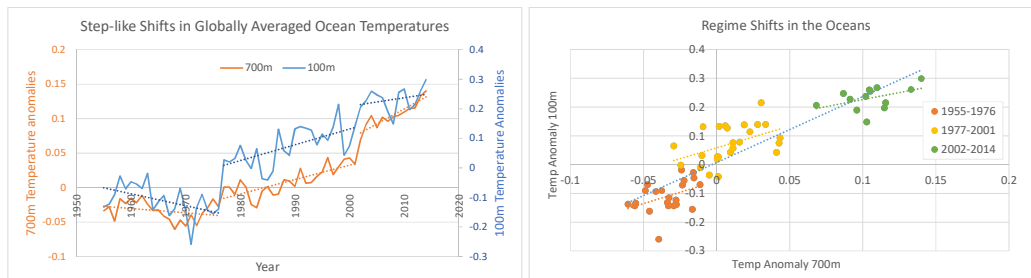 Step-like Shifts in Globally Averaged Ocean Temperatures
700m 100m
700m Temperature anomalies
0.2
0.15
0.1
0.05
0
-0.05
-0.1
1950 1960 1970 1980 1990 2000 2010 2020
0.4
0.3
0.2
0.1
0.0
-0.1
-0.2
-0.3
100m Temperature Anomalies
Year
Regime Shifts in the Oceans
Temp Anomaly 100m
0.4
0.3
0.2
0.1
0
-0.1
-0.2
-0.3
-0.1 -0.05 0 0.05 0.1 0.15 0.2
Temp Anomaly 700m
1955-1976
1977-2001
2002-2014